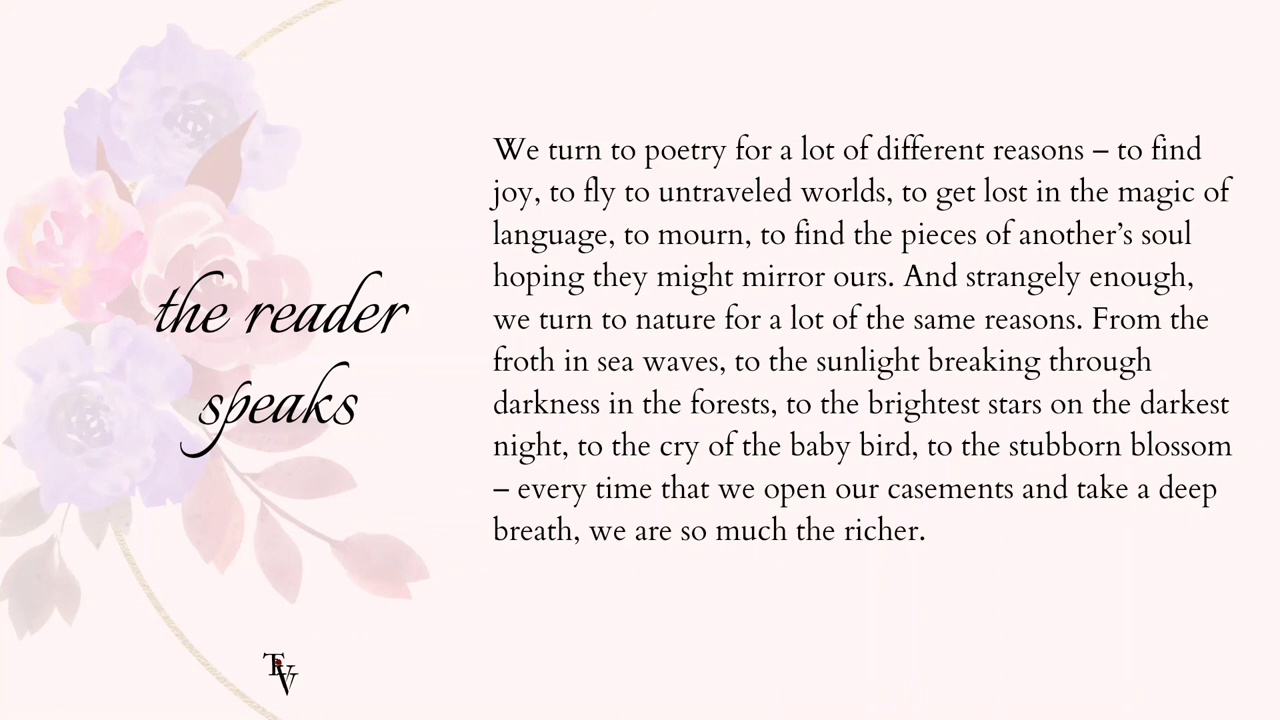 the reader
speaks
We turn to poetry for a lot of different reasons – to find
joy, to fly to untraveled worlds, to get lost in the magic of
language, to mourn, to find the pieces of another’s soul
hoping they might mirror ours. And strangely enough,
we turn to nature for a lot of the same reasons. From the
froth in sea waves, to the sunlight breaking through
darkness in the forests, to the brightest stars on the darkest
night, to the cry of the baby bird, to the stubborn blossom
– every time that we open our casements and take a deep
breath, we are so much the richer.
TV